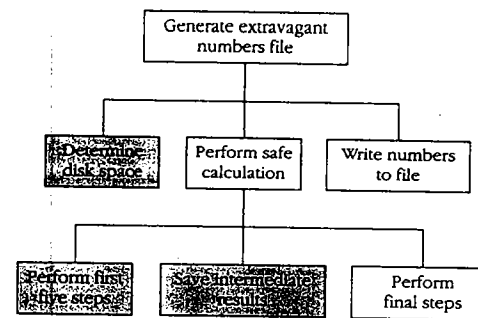 Generate extravagant
numbers file
Determine
disk space
Perform safe
calculation
Write numbers
to file
Perform first
five steps
Save intermediate
results
Perform
final steps